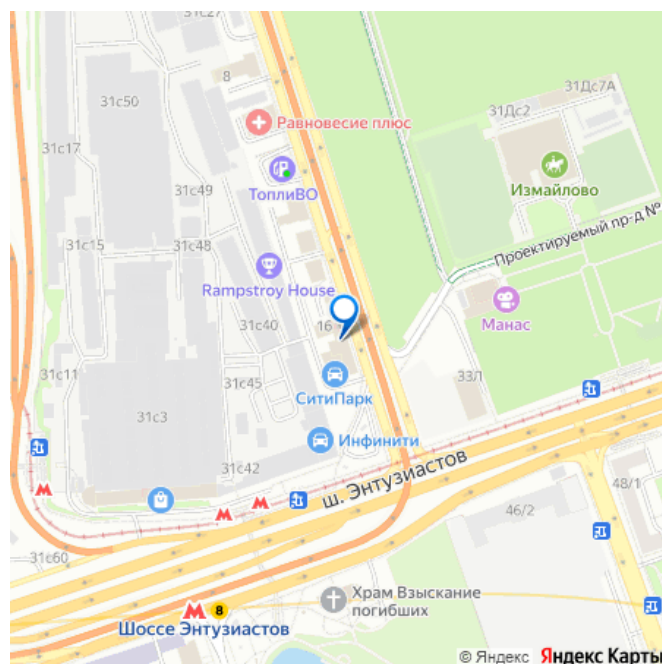 31с27
8
31с50
31Дс7А
31Дс2
Равновесие плюс
31с17
ТоплиВО
31с49
Измайлово
Проектируемый пр-д №
31с15
31с48
Rampstroy House
31с40
16
Манас
31с11
31с45
СитиПарк
33Л
31с3
Инфинити
31с42
ш. Энтузиастов
48/1
46/2
31с60
Храм Взыскание
погибших
8
Шоссе Энтузиастов
© Яндекс Яндекс Карты